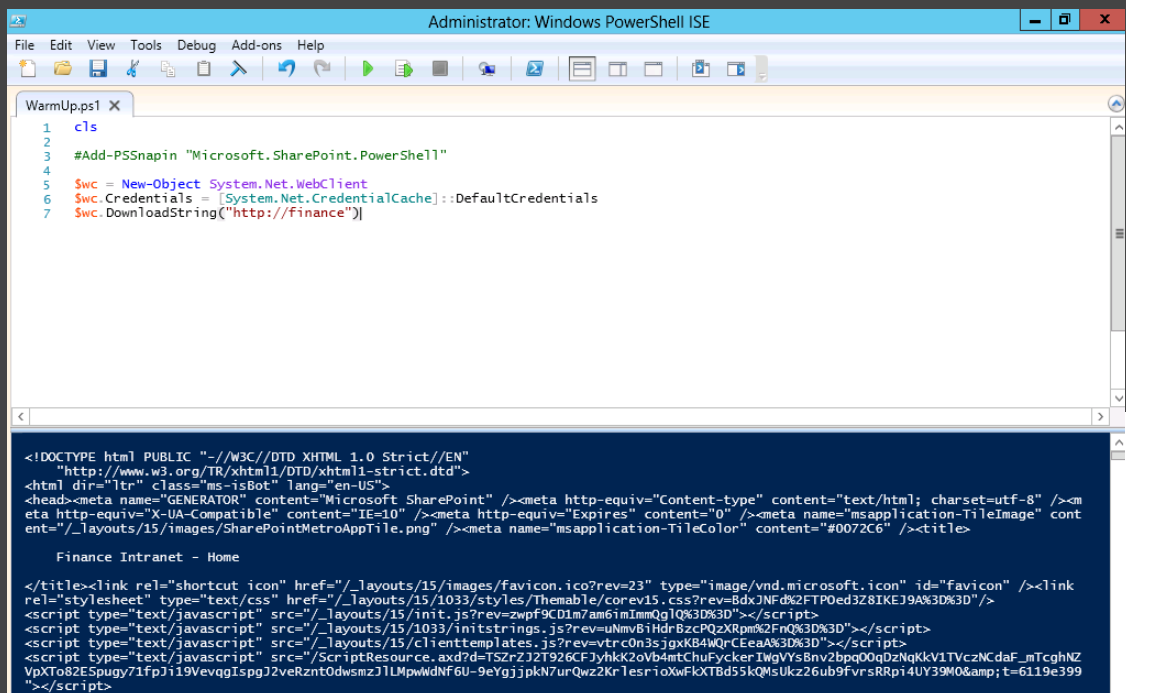 Administrator: Windows PowerShell ISE
File Edit View Tools Debug Add-ons Help
WarmUp.ps1
1 cls
2
3 #Add-PSSnapin "Microsoft.SharePoint.PowerShell"
4
5 $wc = New-Object System.Net.WebClient
6 $wc.Credentials = [System.Net.CredentialCache]::DefaultCredentials
7 $wc.DownloadString("http://finance")
<!DOCTYPE html PUBLIC "-//W3C//DTD XHTML 1.0 Strict//EN"
"http://www.w3.org/TR/xhtml1/DTD/xhtml1-strict.dtd">
<html dir="ltr" class="ms-isBot" lang="en-US">
<head><meta name="GENERATOR" content="Microsoft SharePoint" /><meta http-equiv="Content-type" content="text/html; charset=utf-8" /><m
eta http-equiv="X-UA-Compatible" content="IE=10" /><meta http-equiv="Expires" content="0" /><meta name="msapplication-TileImage" cont
ent="/_layouts/15/images/SharePointMetroAppTile.png" /><meta name="msapplication-TileColor" content="#0072C6" /><title>
Finance Intranet - Home
</title><link rel="shortcut icon" href="/_layouts/15/images/favicon.ico?rev=23" type="image/vnd.microsoft.icon" id="favicon" /><link
rel="stylesheet" type="text/css" href="/_layouts/15/1033/styles/Themable/corev15.css?rev=BdxJNFd%2FTPOed3Z8IKEJ9A%3D%3D"/>
<script type="text/javascript" src="/_layouts/15/init.js?rev=zwpf9CD1m7am6imImmQglQ%3D%3D"></script>
<script type="text/javascript" src="/_layouts/15/1033/initstrings.js?rev=uNmvBiHdrBzcPQzXRpm%2FnQ%3D%3D"></script>
<script type="text/javascript" src="/_layouts/15/clienttemplates.js?rev=vtrcOn3sjgxKB4WQrCEeaA%3D%3D"></script>
<script type="text/javascript" src="/ScriptResource.axd?d=TSZrZJ2T926CFJyhkK2oVb4mtChuFyckerIWgVYsBnv2bpqOOqDzNqKkV1TVczNCdaF_mTcghNZ
VpXTo82ESpugy71fpJi19VevqgIspgJ2veRzntOdwsmzJlLMpwWdNf6U-9eYgjjpkN7urQwz2KrlesrioXwFkXTBd55kQMsUkz26ub9fvrsRRpi4UY39MO&amp;t=6119e399
"></script>